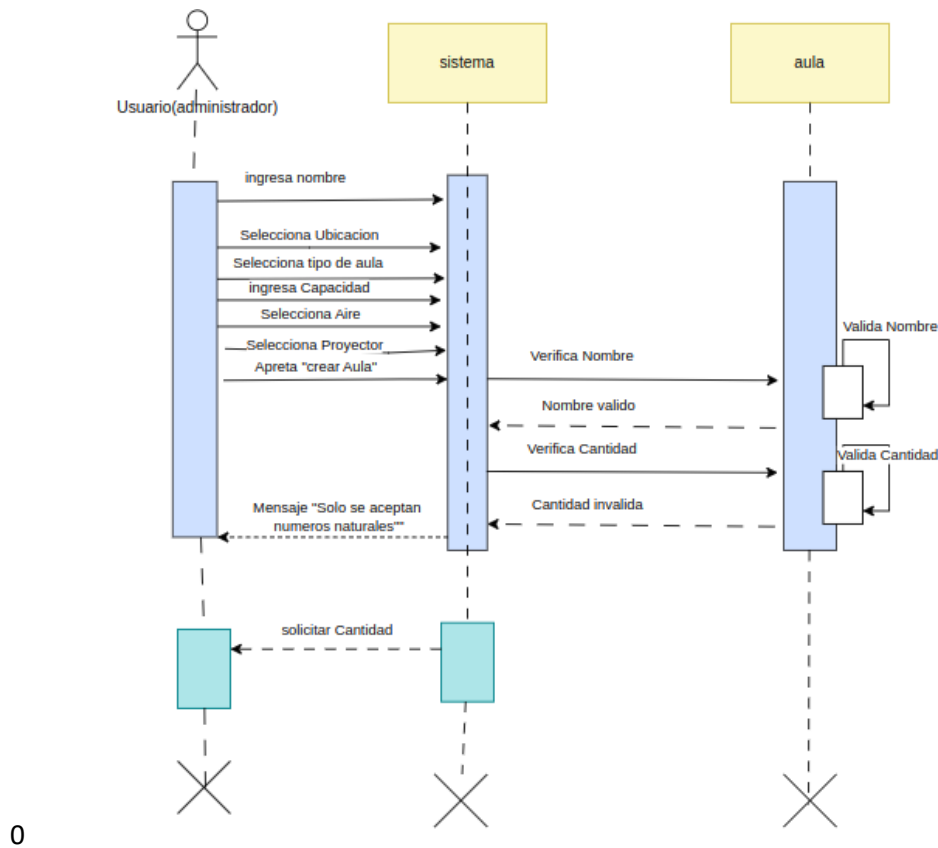 sistema
aula
Usuario(administrador)
ingresa nombre
Selecciona Ubicacion
Selecciona tipo de aula
ingresa Capacidad
Selecciona Aire
Selecciona Proyector
Apreta "crear Aula"
Verifica Nombre
Valida Nombre
Nombre valido
Verifica Cantidad
Valida Cantidad
Cantidad invalida
Mensaje "Solo se aceptan
numeros naturales""
solicitar Cantidad
0